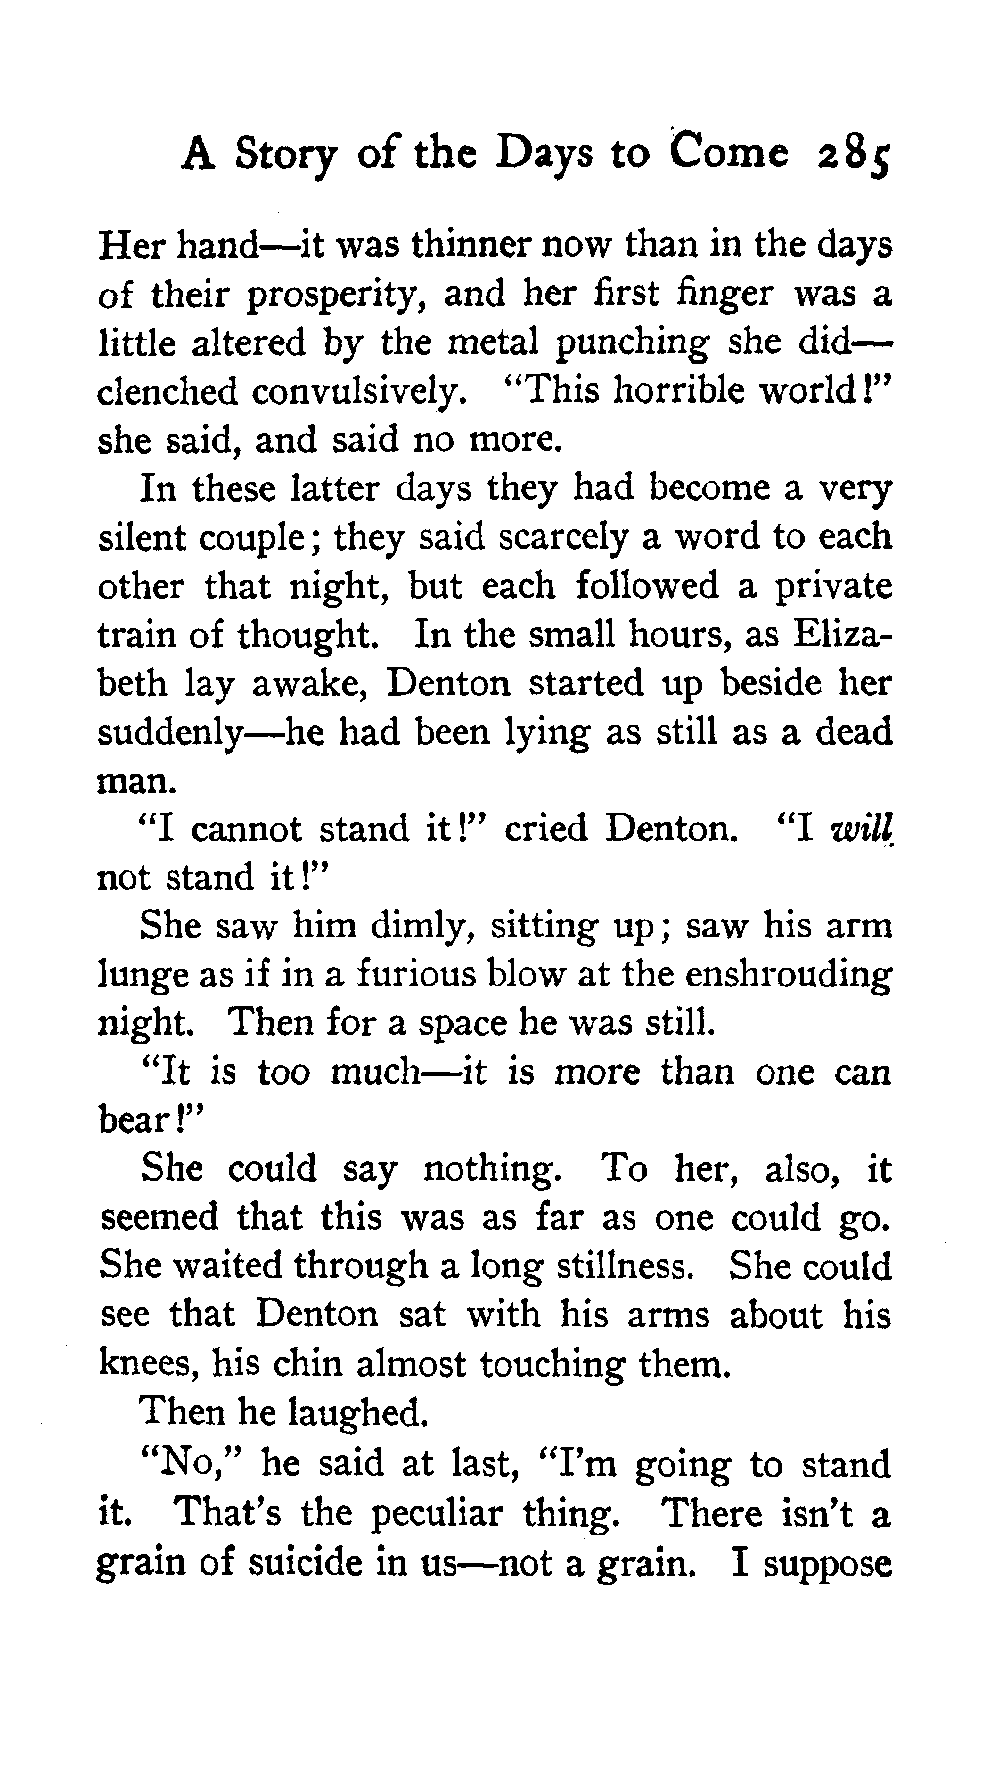 A Story of the Days to Come 285
Her hand—it was thinner now than in the days
of their prosperity, and her first finger was a
little altered by the metal punching she did—
clenched convulsively. "This horrible world!"
she said, and said no more.
In these latter days they had become a very
silent couple; they said scarcely a word to each
other that night, but each followed a private
train of thought. In the small hours, as Eliza-
beth lay awake, Denton started up beside her
suddenly—he had been lying as still as a dead
man.
"I cannot stand it!" cried Denton. "I will
not stand it!"
She saw him dimly, sitting up; saw his arm
lunge as if in a furious blow at the enshrouding
night. Then for a space he was still.
"It is too much—it is more than one can
bear!"
She could say nothing. To her, also, it
seemed that this was as far as one could go.
She waited through a long stillness. She could
see that Denton sat with his arms about his
knees, his chin almost touching them.
Then he laughed.
"No," he said at last, "I'm going to stand
it. That's the peculiar thing. There isn't a
grain of suicide in us—not a grain. I suppose